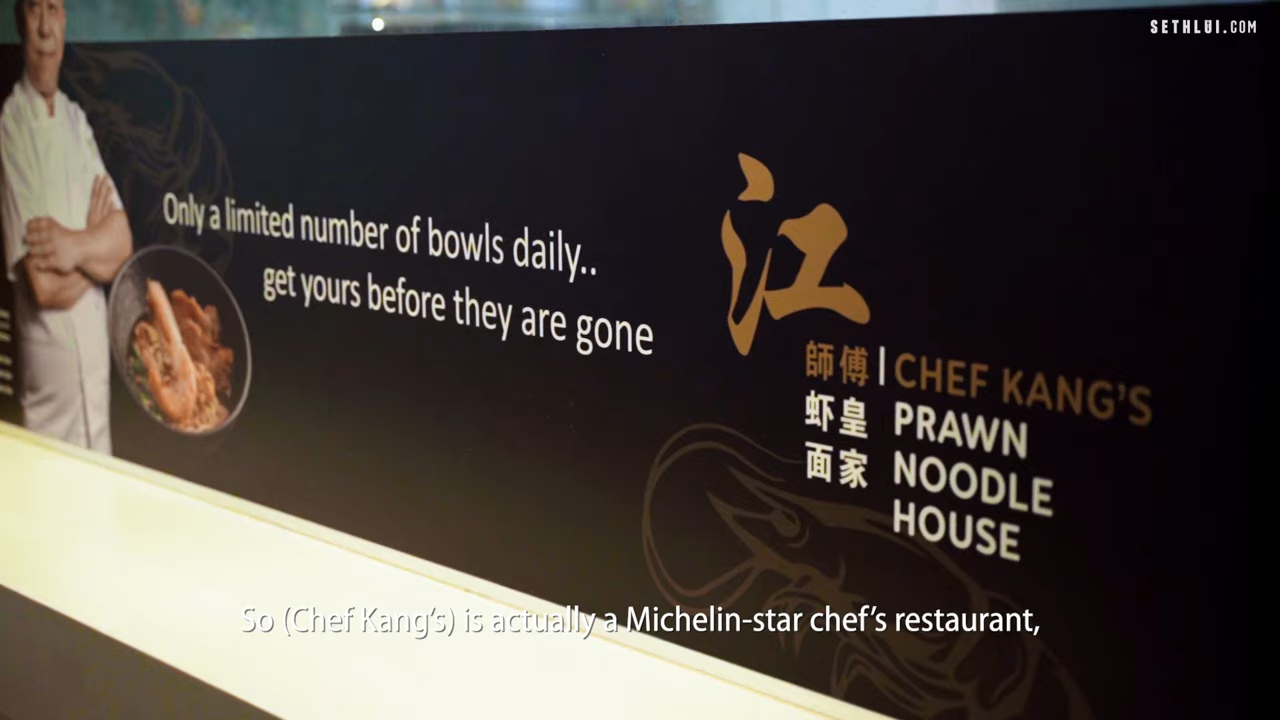 SETHLUI.COM
Only a limited number of bowls daily..
get yours before they are gone
江
師傅 | CHEF KANG'S
虾皇 PRAWN
面家 NOODLE
HOUSE
So (Chef Kang's) is actually a Michelin-star chef's restaurant,